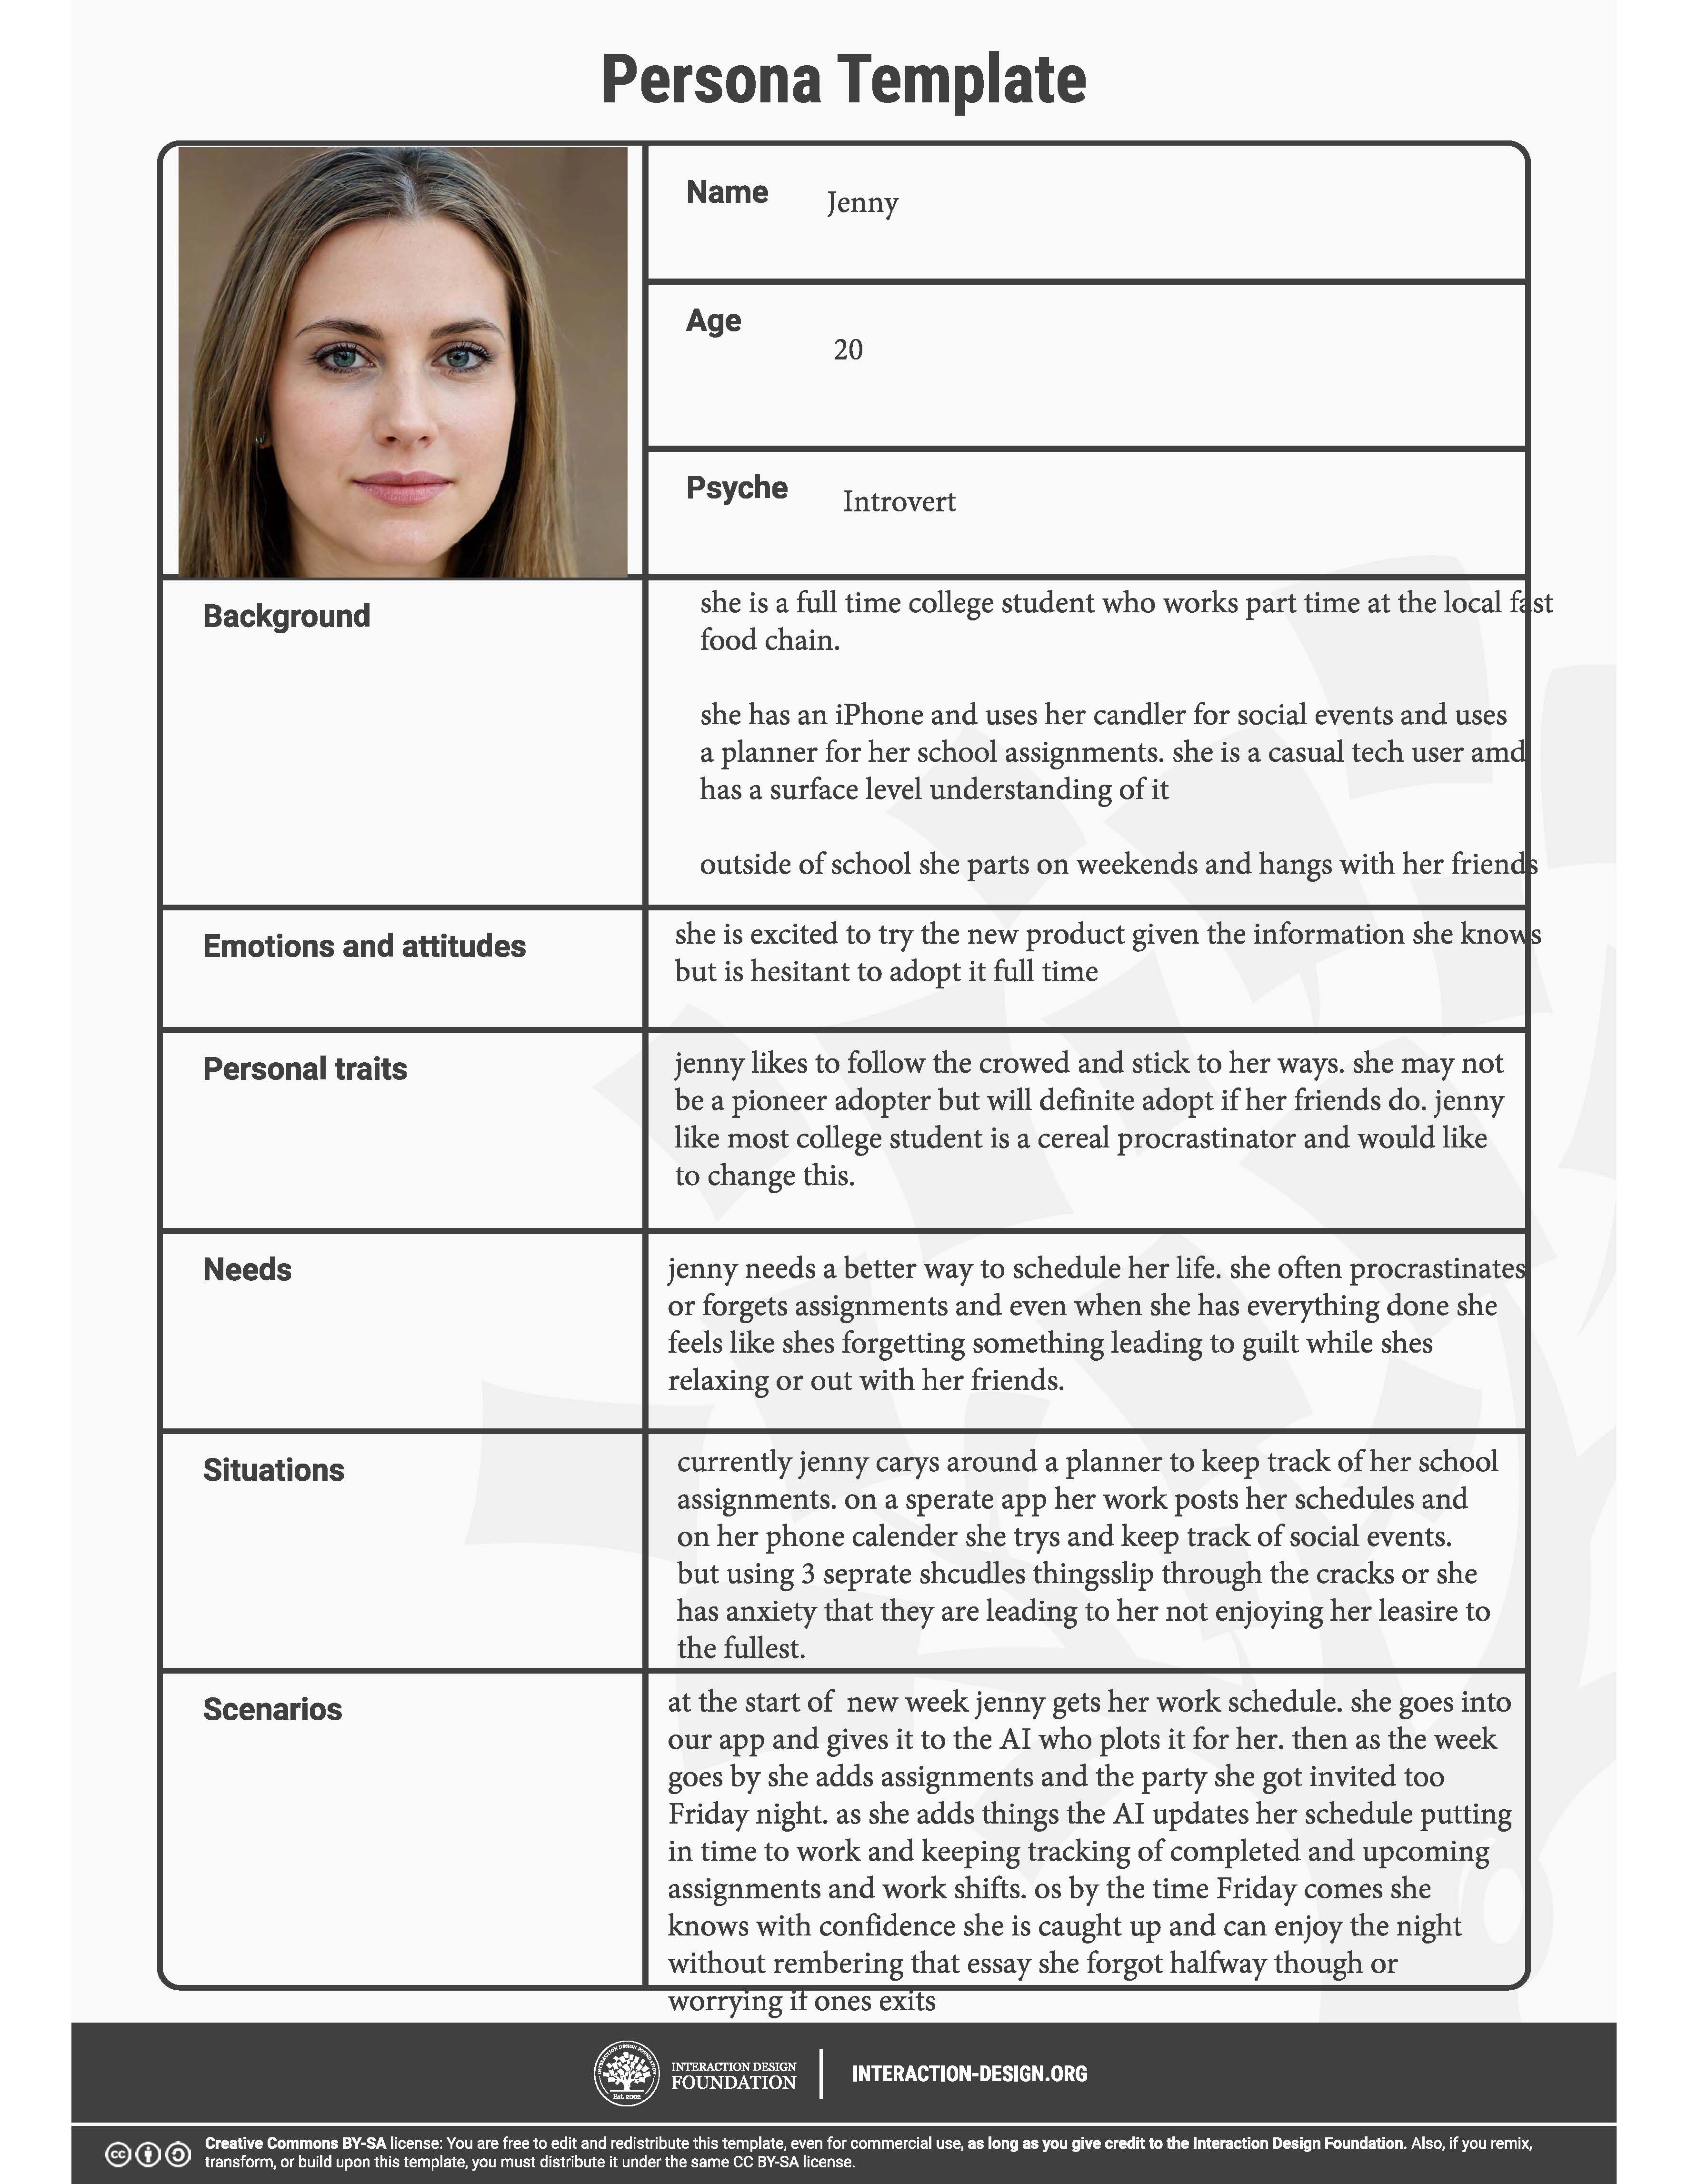 Persona Template
Name
Jenny
Age
20
Psyche
Introvert
Background
she is a full time college student who works part time at the local fast
food chain.
she has an iPhone and uses her candler for social events and uses
a planner for her school assignments. she is a casual tech user amd
has a surface level understanding of it
outside of school she parts on weekends and hangs with her friends
Emotions and attitudes
she is excited to try the new product given the information she knows
but is hesitant to adopt it full time
Personal traits
jenny likes to follow the crowed and stick to her ways. she may not
be a pioneer adopter but will definite adopt if her friends do. jenny
like most college student is a cereal procrastinator and would like
to change this.
Needs
jenny needs a better way to schedule her life. she often procrastinates
or forgets assignments and even when she has everything done she
feels like shes forgetting something leading to guilt while shes
relaxing or out with her friends.
Situations
currently jenny carys around a planner to keep track of her school
assignments. on a sperate app her work posts her schedules and
on her phone calender she trys and keep track of social events.
but using 3 seprate shcudles thingsslip through the cracks or she
has anxiety that they are leading to her not enjoying her leasire to
the fullest.
Scenarios
at the start of  new week jenny gets her work schedule. she goes into
our app and gives it to the AI who plots it for her. then as the week
goes by she adds assignments and the party she got invited too
Friday night. as she adds things the AI updates her schedule putting
in time to work and keeping tracking of completed and upcoming
assignments and work shifts. os by the time Friday comes she
knows with confidence she is caught up and can enjoy the night
without rembering that essay she forgot halfway though or
worrying if ones exits
INTERACTION DESIGN FOUNDATION
Est. 2002
INTERACTION DESIGN
FOUNDATION
INTERACTION-DESIGN.ORG
cc
Creative Commons BY-SA license: You are free to edit and redistribute this template, even for commercial use, as long as you give credit to the Interaction Design Foundation. Also, if you remix,
transform, or build upon this template, you must distribute it under the same CC BY-SA license.